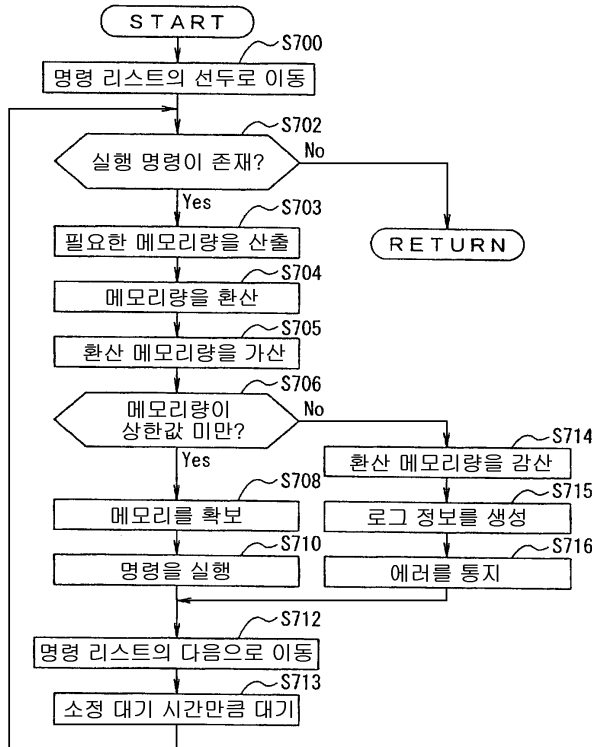 START
S700
명령 리스트의 선두로 이동
S702
실행 명령이 존재?
No
Yes
S703
필요한 메모리량을 산출
RETURN
S704
메모리량을 환산
S705
환산 메모리량을 가산
S706
메모리량이
상한값 미만?
No
Yes
S714
환산 메모리량을 감산
S708
메모리를 확보
S715
로그 정보를 생성
S710
명령을 실행
S716
에러를 통지
S712
명령 리스트의 다음으로 이동
S713
소정 대기 시간만큼 대기